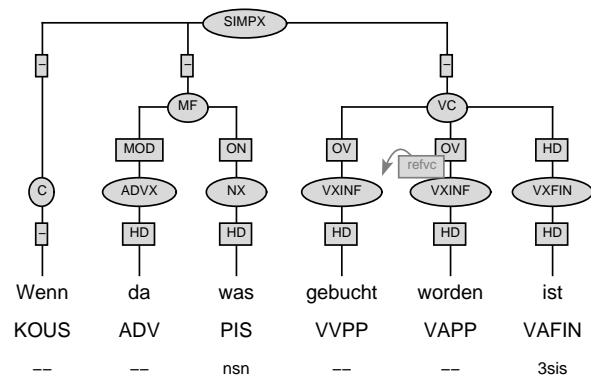 SIMPX
– – –
MF VC
MOD ON OV OV HD
refvc
C ADVX NX VXINF VXINF VXFIN
– HD HD HD HD HD
Wenn da was gebucht worden ist
KOUS ADV PIS VVPP VAPP VAFIN
–– –– nsn –– –– 3sis